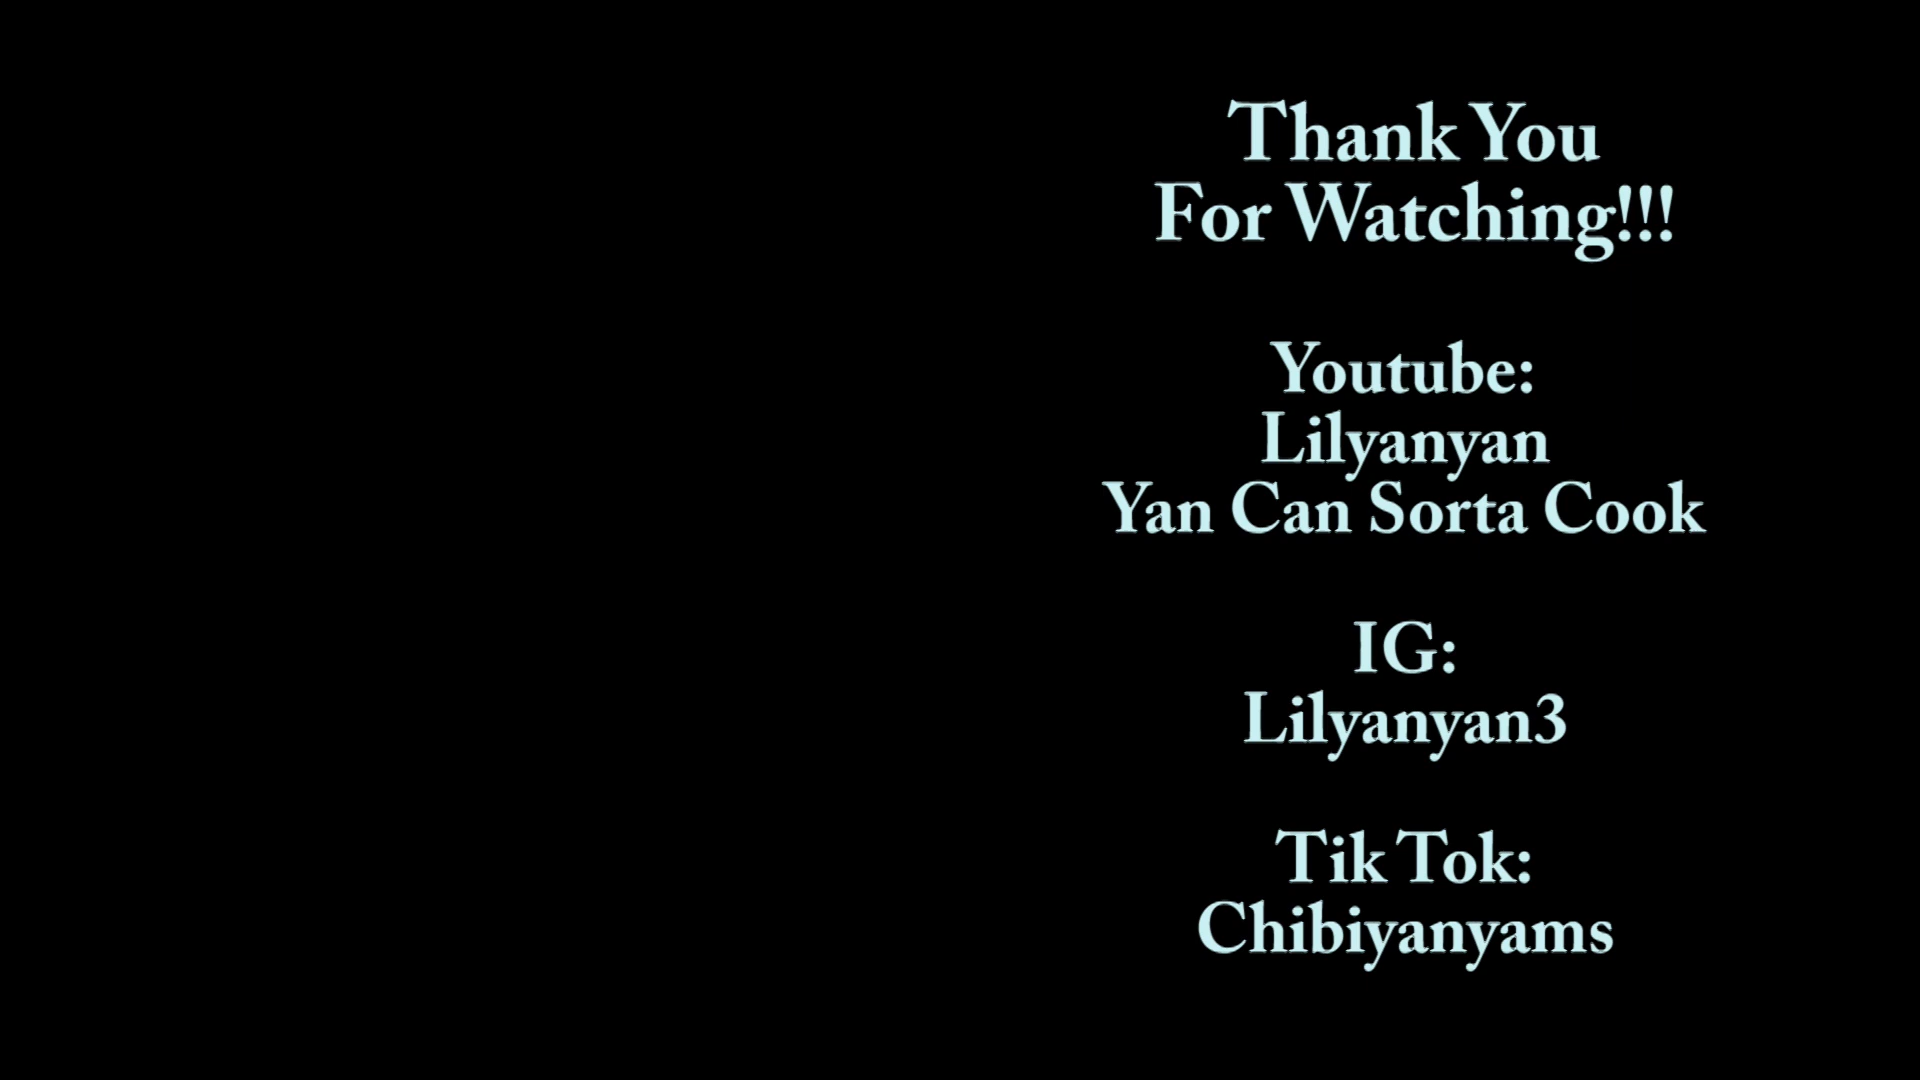 Thank You
For Watching!!!
Youtube:
Lilyanyan
Yan Can Sorta Cook
IG:
Lilyanyan3
Tik Tok:
Chibiyanyams